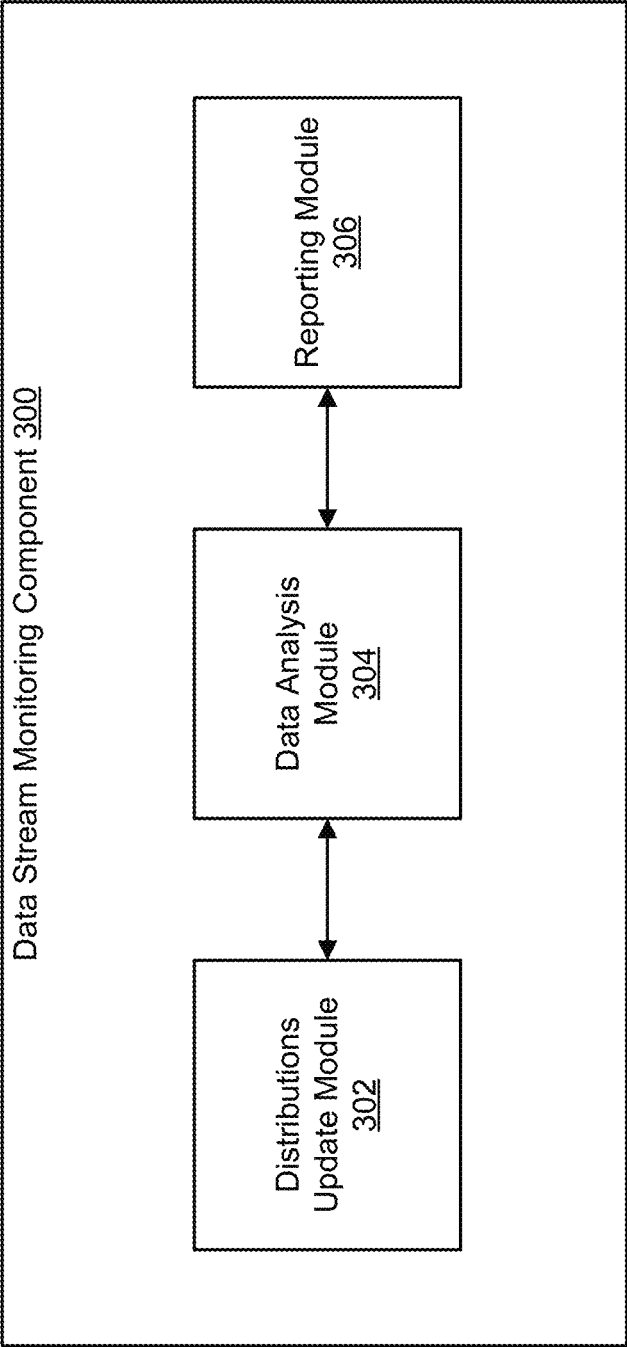 Data Stream Monitoring Component 300
Distributions
Update Module
302
Data Analysis
Module
304
Reporting Module
306